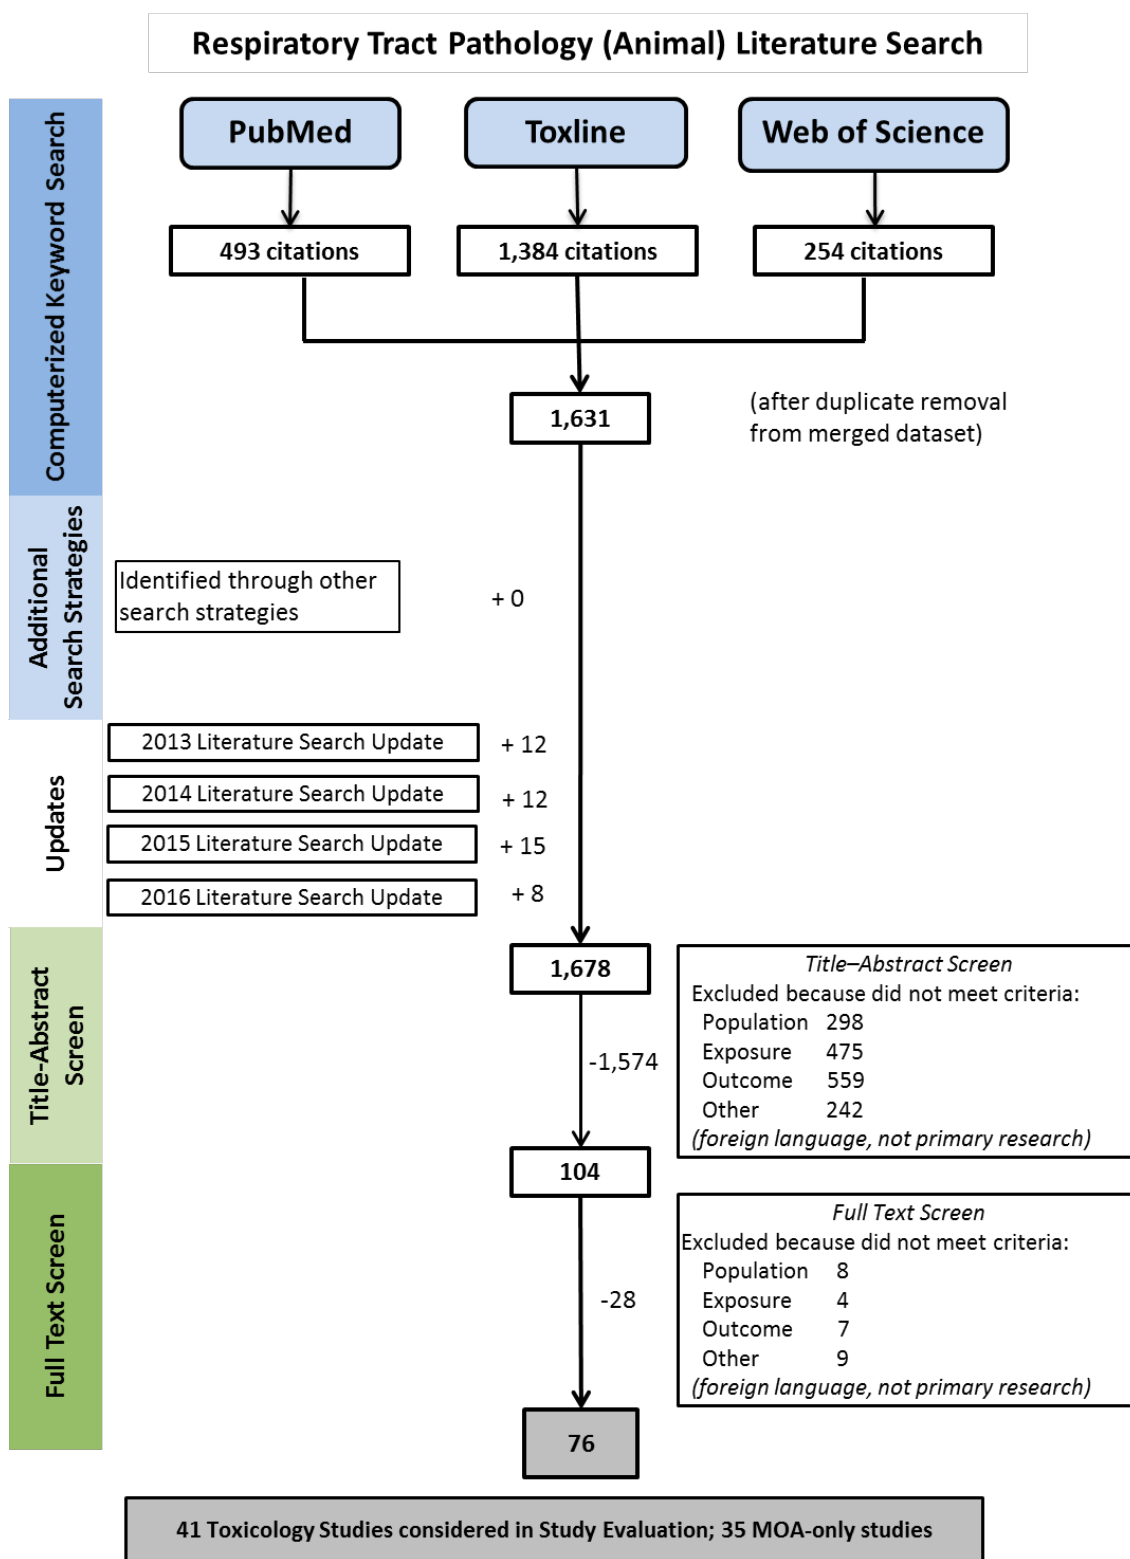 Respiratory Tract Pathology (Animal) Literature Search
Computerized Keyword Search
PubMed
Toxline
Web of Science
493 citations
1,384 citations
254 citations
1,631
(after duplicate removal
from merged dataset)
Additional
Search Strategies
Identified through other
search strategies
+ 0
Updates
2013 Literature Search Update
+ 12
2014 Literature Search Update
+ 12
2015 Literature Search Update
+ 15
2016 Literature Search Update
+ 8
Title-Abstract
Screen
1,678
-1,574
Title–Abstract Screen
Excluded because did not meet criteria:
Population 298
Exposure 475
Outcome 559
Other 242
(foreign language, not primary research)
104
Full Text Screen
-28
Full Text Screen
Excluded because did not meet criteria:
Population 8
Exposure 4
Outcome 7
Other 9
(foreign language, not primary research)
76
41 Toxicology Studies considered in Study Evaluation; 35 MOA-only studies